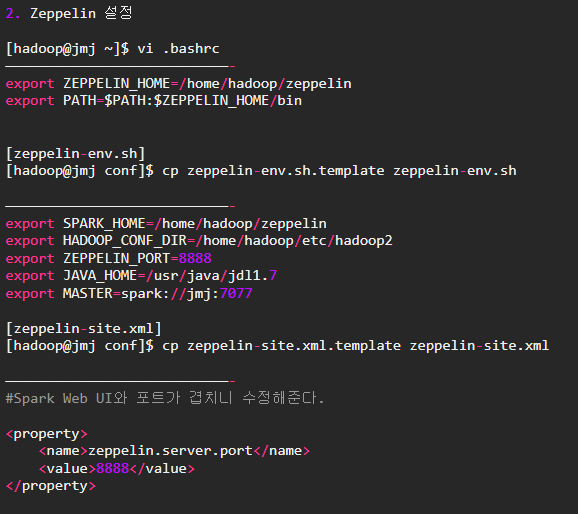 2. Zeppelin 설정
[hadoop@jmj ~]$ vi .bashrc
————————————————————————————-
export ZEPPELIN_HOME=/home/hadoop/zeppelin
export PATH=$PATH:$ZEPPELIN_HOME/bin
[zeppelin-env.sh]
[hadoop@jmj conf]$ cp zeppelin-env.sh.template zeppelin-env.sh
————————————————————————————-
export SPARK_HOME=/home/hadoop/zeppelin
export HADOOP_CONF_DIR=/home/hadoop/etc/hadoop2
export ZEPPELIN_PORT=8888
export JAVA_HOME=/usr/java/jdl1.7
export MASTER=spark://jmj:7077
[zeppelin-site.xml]
[hadoop@jmj conf]$ cp zeppelin-site.xml.template zeppelin-site.xml
————————————————————————————-
#Spark Web UI와 포트가 겹치니 수정해준다.
<property>
    <name>zeppelin.server.port</name>
    <value>8888</value>
</property>